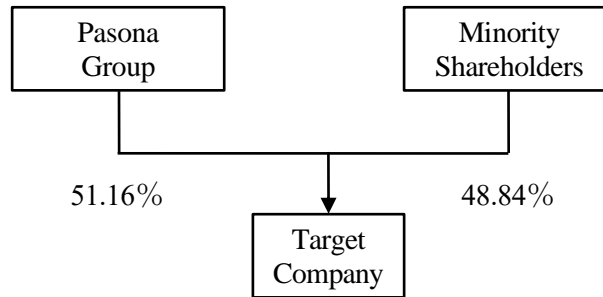 Pasona
Group
Minority
Shareholders
51.16%
48.84%
Target
Company